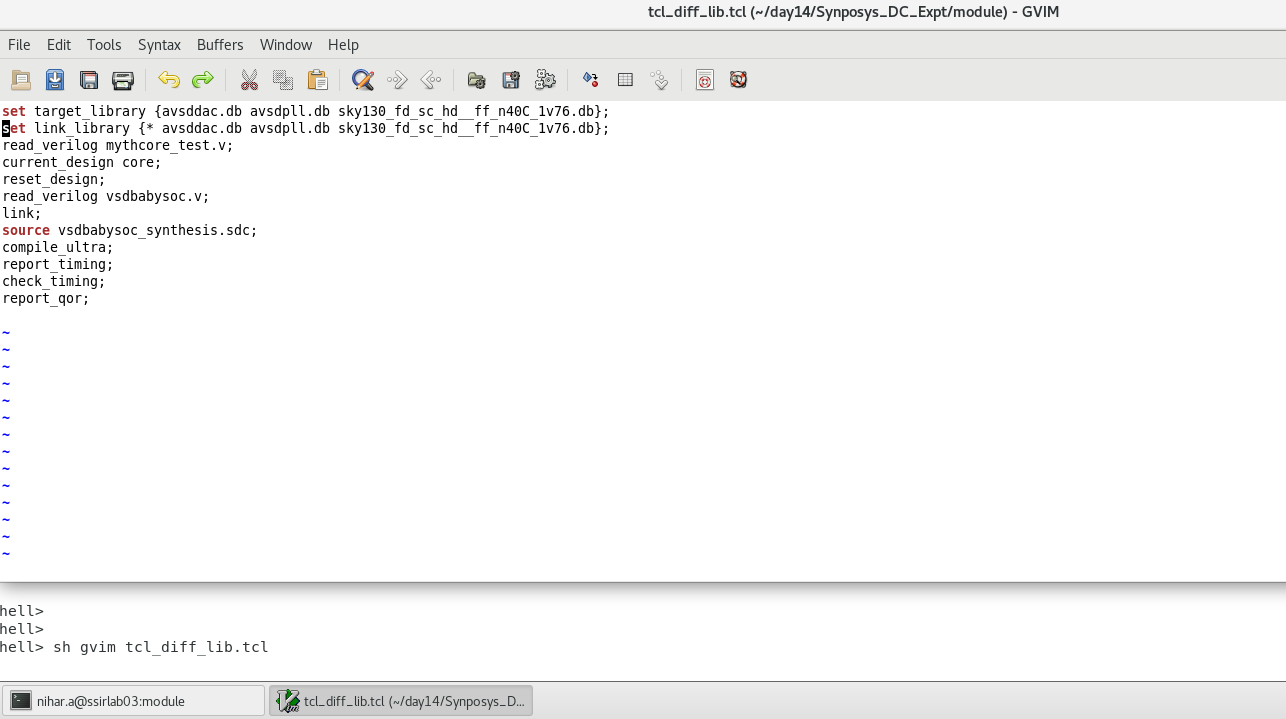 tcl_diff_lib.tcl (~/day14/Synposys_DC_Expt/module) - GVIM
File Edit Tools Syntax Buffers Window Help
set target_library {avsddac.db avsdpll.db sky130_fd_sc_hd__ff_n40C_1v76.db};
set link_library {* avsddac.db avsdpll.db sky130_fd_sc_hd__ff_n40C_1v76.db};
read_verilog mythcore_test.v;
current_design core;
reset_design;
read_verilog vsdbabysoc.v;
link;
source vsdbabysoc_synthesis.sdc;
compile_ultra;
report_timing;
check_timing;
report_qor;
~
~
~
~
~
~
~
~
~
~
~
~
~
~
hell>
hell>
hell> sh gvim tcl_diff_lib.tcl
nihar.a@ssirlab03:module
tcl_diff_lib.tcl (~/day14/Synposys_D...